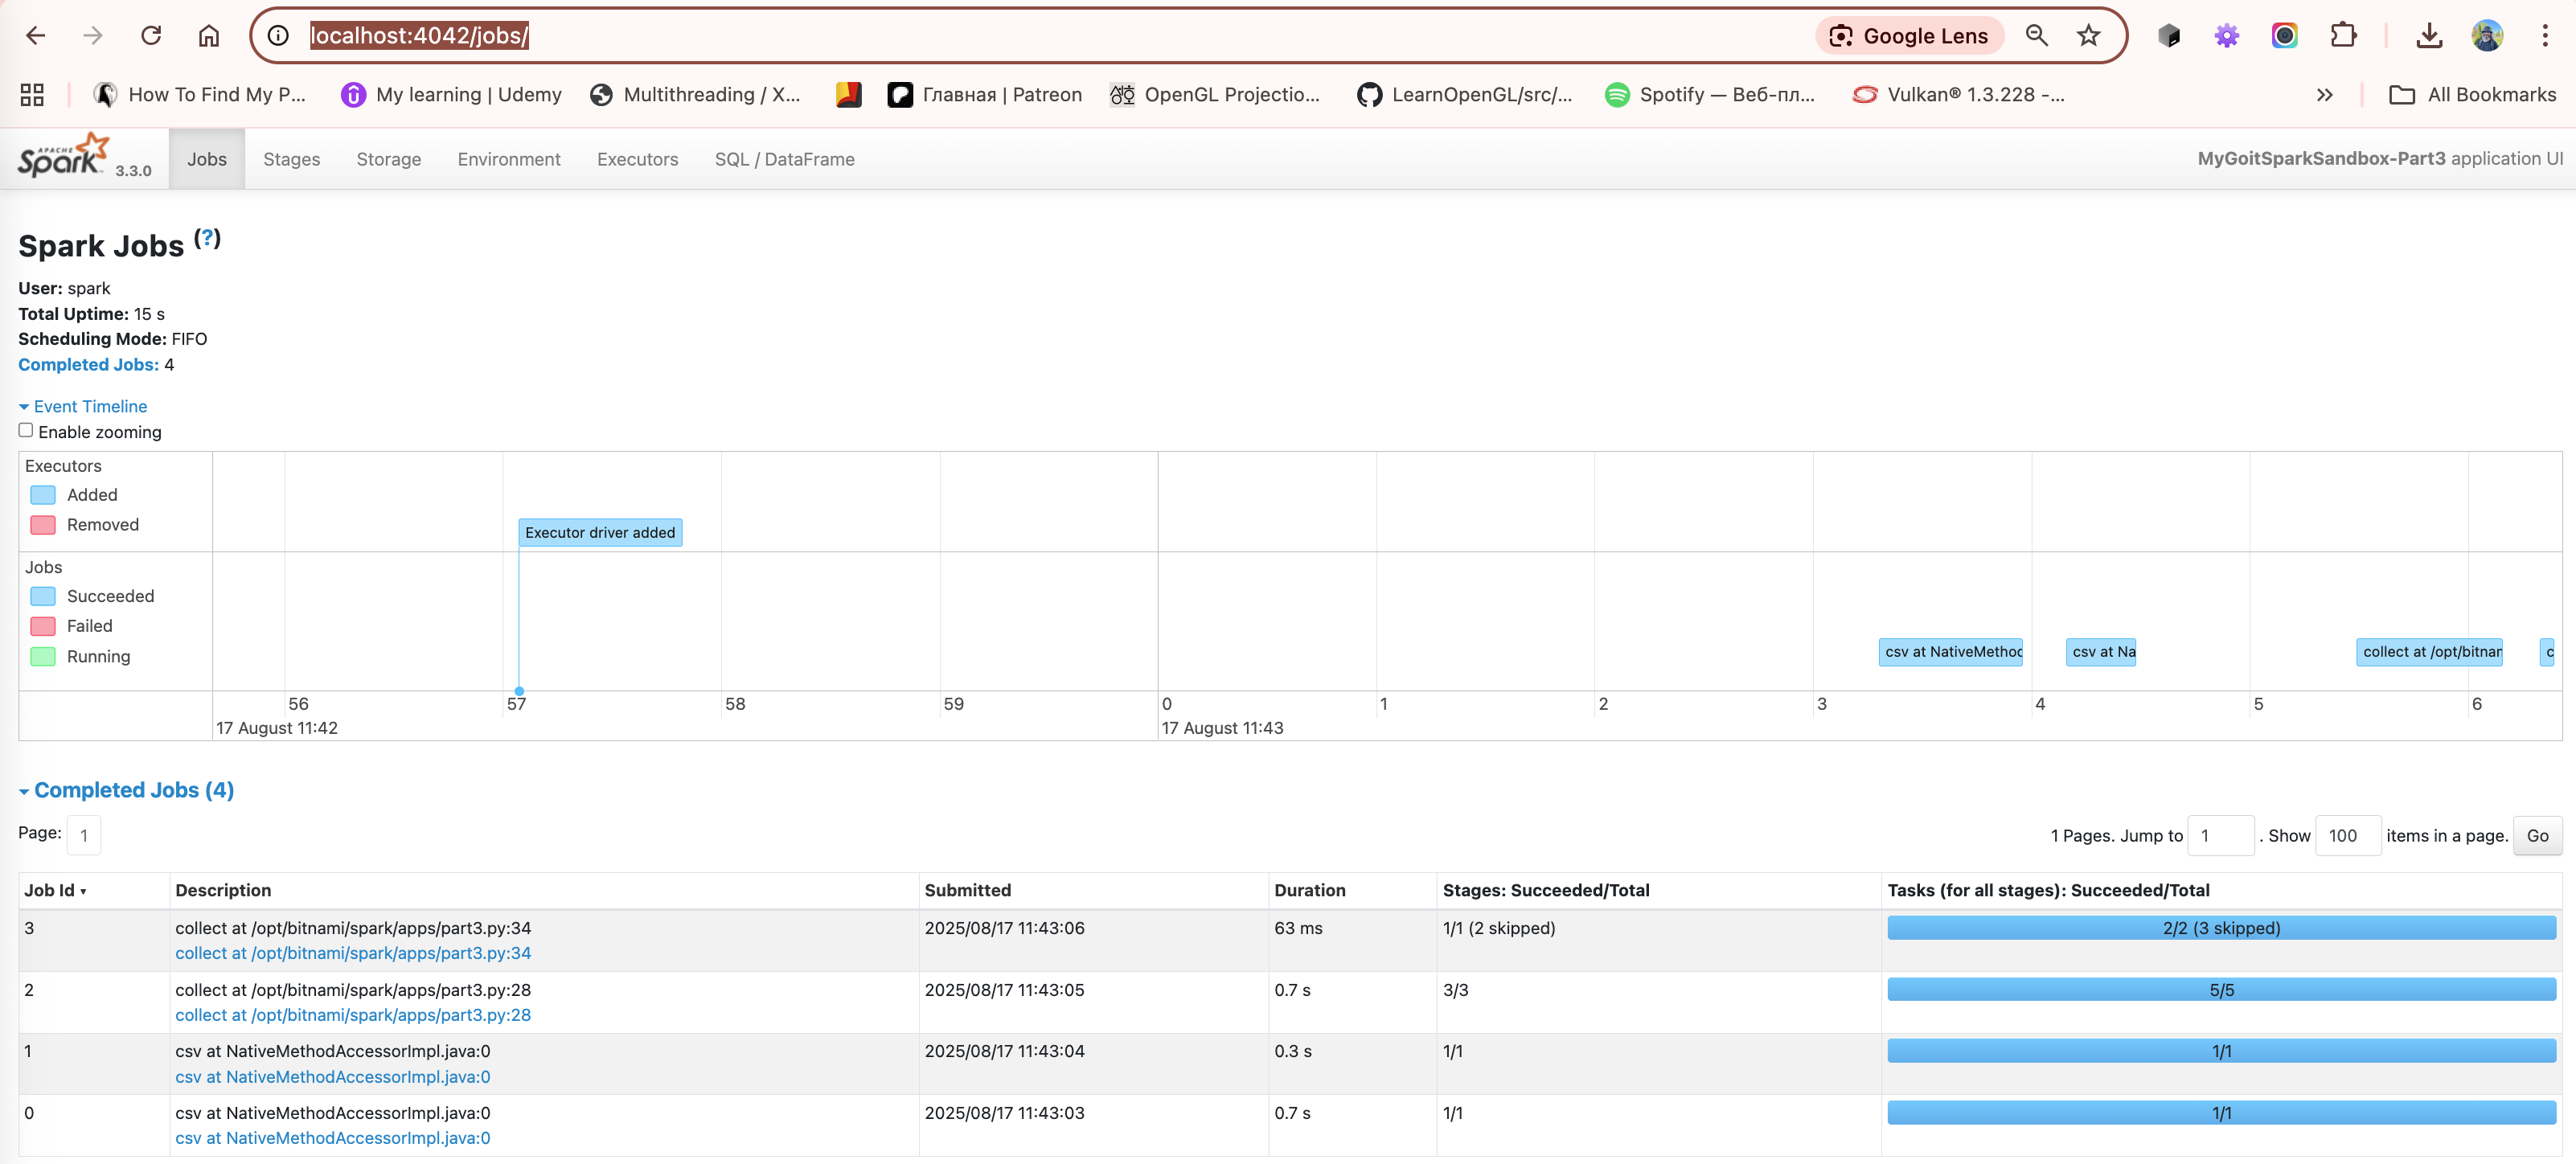 localhost:4042/jobs/
Google Lens
How To Find My P...
My learning | Udemy
Multithreading / X...
Главная | Patreon
OpenGL Projectio...
LearnOpenGL/src/...
Spotify — Веб-пл...
Vulkan® 1.3.228 -...
All Bookmarks
APACHE Spark 3.3.0
Jobs
Stages
Storage
Environment
Executors
SQL / DataFrame
MyGoitSparkSandbox-Part3 application UI
Spark Jobs (?)
User: spark
Total Uptime: 15 s
Scheduling Mode: FIFO
Completed Jobs: 4
Event Timeline
Enable zooming
Executors
Added
Removed
Executor driver added
Jobs
Succeeded
Failed
Running
csv at NativeMethod
csv at Na
collect at /opt/bitnar
c
56 57 58 59 0 1 2 3 4 5 6
17 August 11:42 17 August 11:43
Completed Jobs (4)
Page: 1
1 Pages. Jump to 1 . Show 100 items in a page. Go
Job Id ▾ Description Submitted Duration Stages: Succeeded/Total Tasks (for all stages): Succeeded/Total
3 collect at /opt/bitnami/spark/apps/part3.py:34 2025/08/17 11:43:06 63 ms 1/1 (2 skipped) 2/2 (3 skipped)
collect at /opt/bitnami/spark/apps/part3.py:34
2 collect at /opt/bitnami/spark/apps/part3.py:28 2025/08/17 11:43:05 0.7 s 3/3 5/5
collect at /opt/bitnami/spark/apps/part3.py:28
1 csv at NativeMethodAccessorImpl.java:0 2025/08/17 11:43:04 0.3 s 1/1 1/1
csv at NativeMethodAccessorImpl.java:0
0 csv at NativeMethodAccessorImpl.java:0 2025/08/17 11:43:03 0.7 s 1/1 1/1
csv at NativeMethodAccessorImpl.java:0